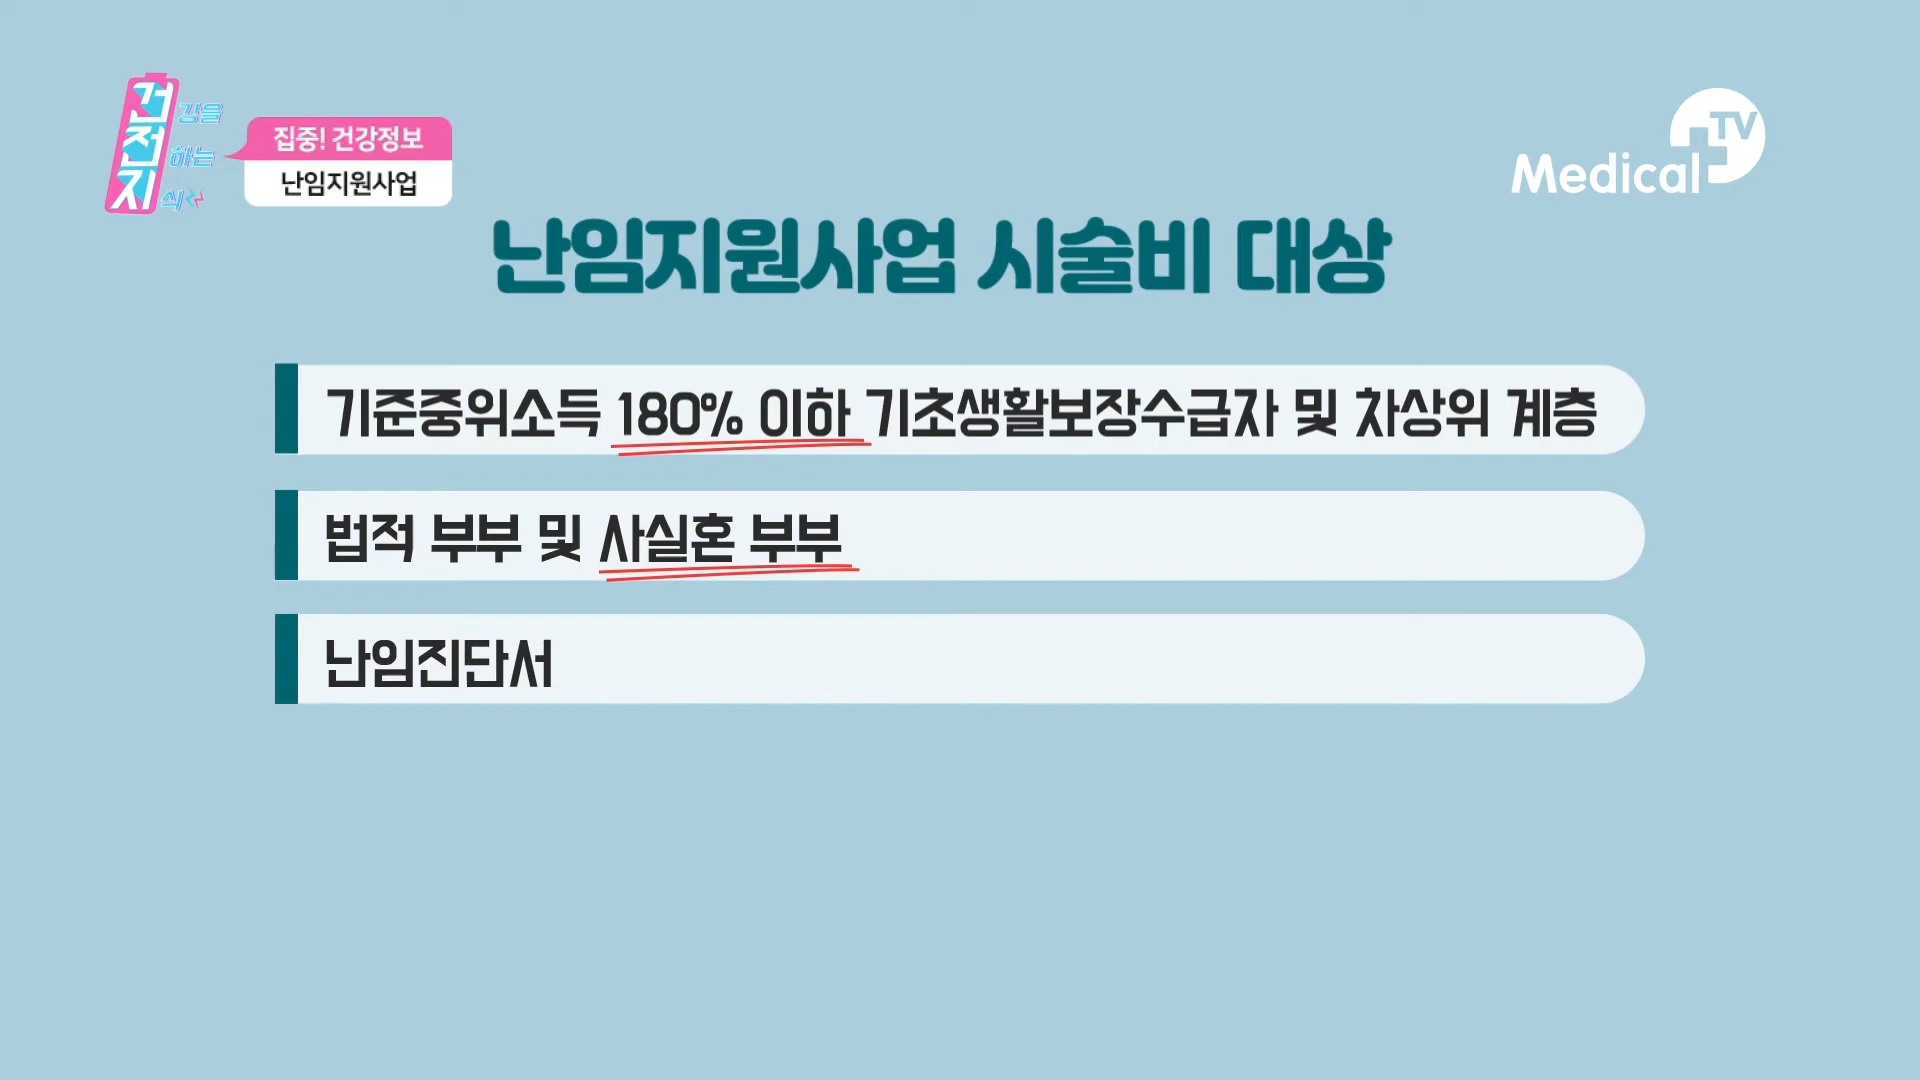 건강을
전하는
지식
집중! 건강정보
난임지원사업
Medical TV
난임지원사업 시술비 대상
기준중위소득 180% 이하 기초생활보장수급자 및 차상위 계층
법적 부부 및 사실혼 부부
난임진단서